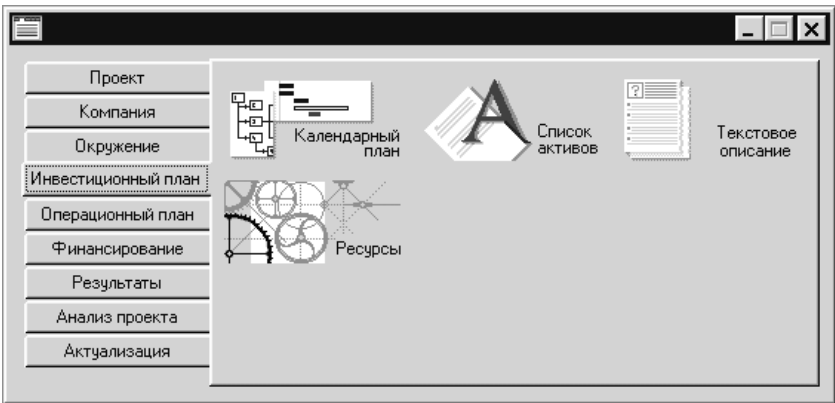 Проект
Компания
Окружение
Инвестиционный план
Операционный план
Финансирование
Результаты
Анализ проекта
Актуализация
Календарный
план
A
Список
активов
?
Текстовое
описание
Ресурсы